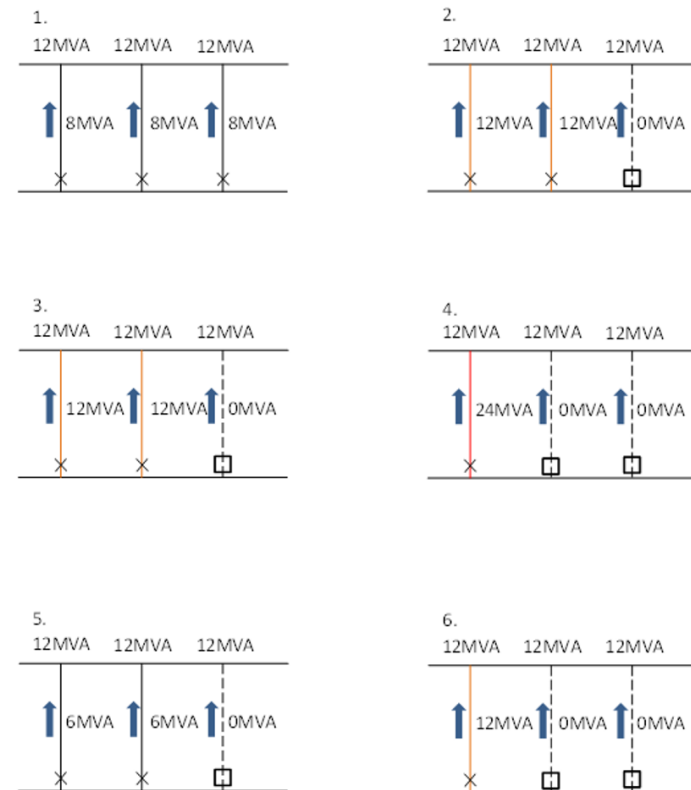 1.
12MVA 12MVA 12MVA
8MVA 8MVA 8MVA
2.
12MVA 12MVA 12MVA
12MVA 12MVA 0MVA
3.
12MVA 12MVA 12MVA
12MVA 12MVA 0MVA
4.
12MVA 12MVA 12MVA
24MVA 0MVA 0MVA
5.
12MVA 12MVA 12MVA
6MVA 6MVA 0MVA
6.
12MVA 12MVA 12MVA
12MVA 0MVA 0MVA